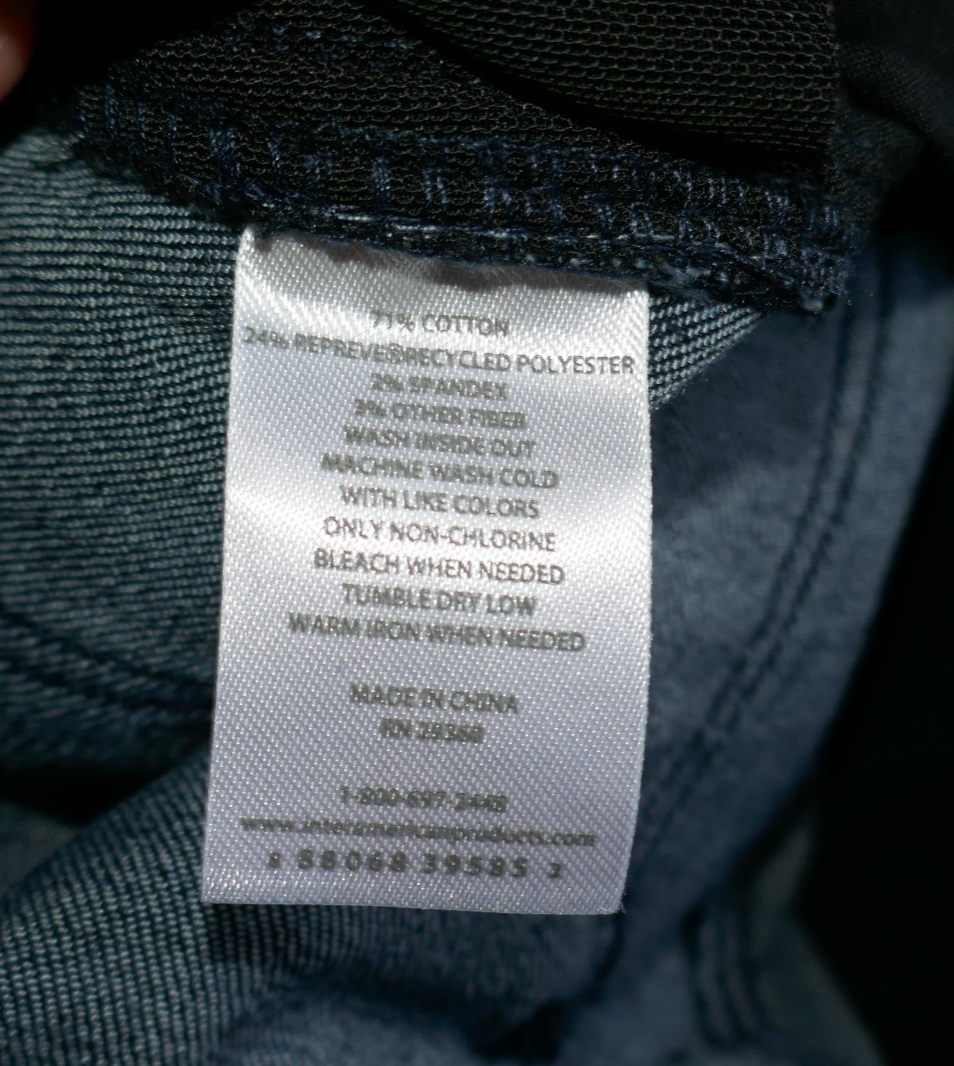 71% COTTON
24% REPREVE®RECYCLED POLYESTER
2% SPANDEX
3% OTHER FIBER
WASH INSIDE OUT
MACHINE WASH COLD
WITH LIKE COLORS
ONLY NON-CHLORINE
BLEACH WHEN NEEDED
TUMBLE DRY LOW
WARM IRON WHEN NEEDED
MADE IN CHINA
RN 29360
1-800-697-2448
www.interamericanproducts.com
8 58068 39585 2